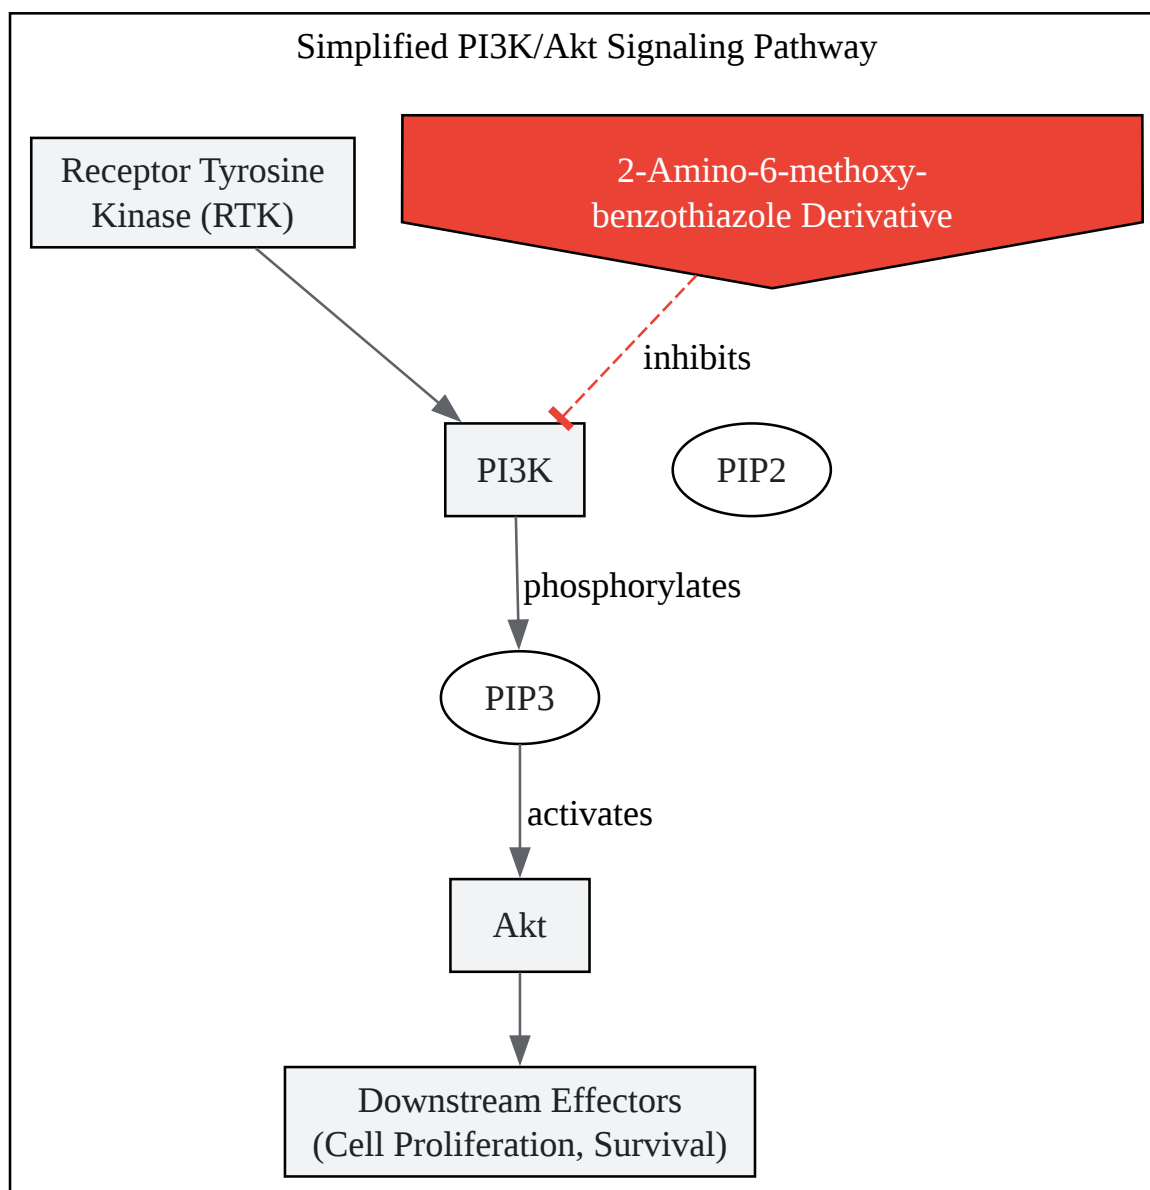 Simplified PI3K/Akt Signaling Pathway
Receptor Tyrosine
Kinase (RTK)
2-Amino-6-methoxy-
benzothiazole Derivative
inhibits
PI3K
PIP2
phosphorylates
PIP3
activates
Akt
Downstream Effectors
(Cell Proliferation, Survival)